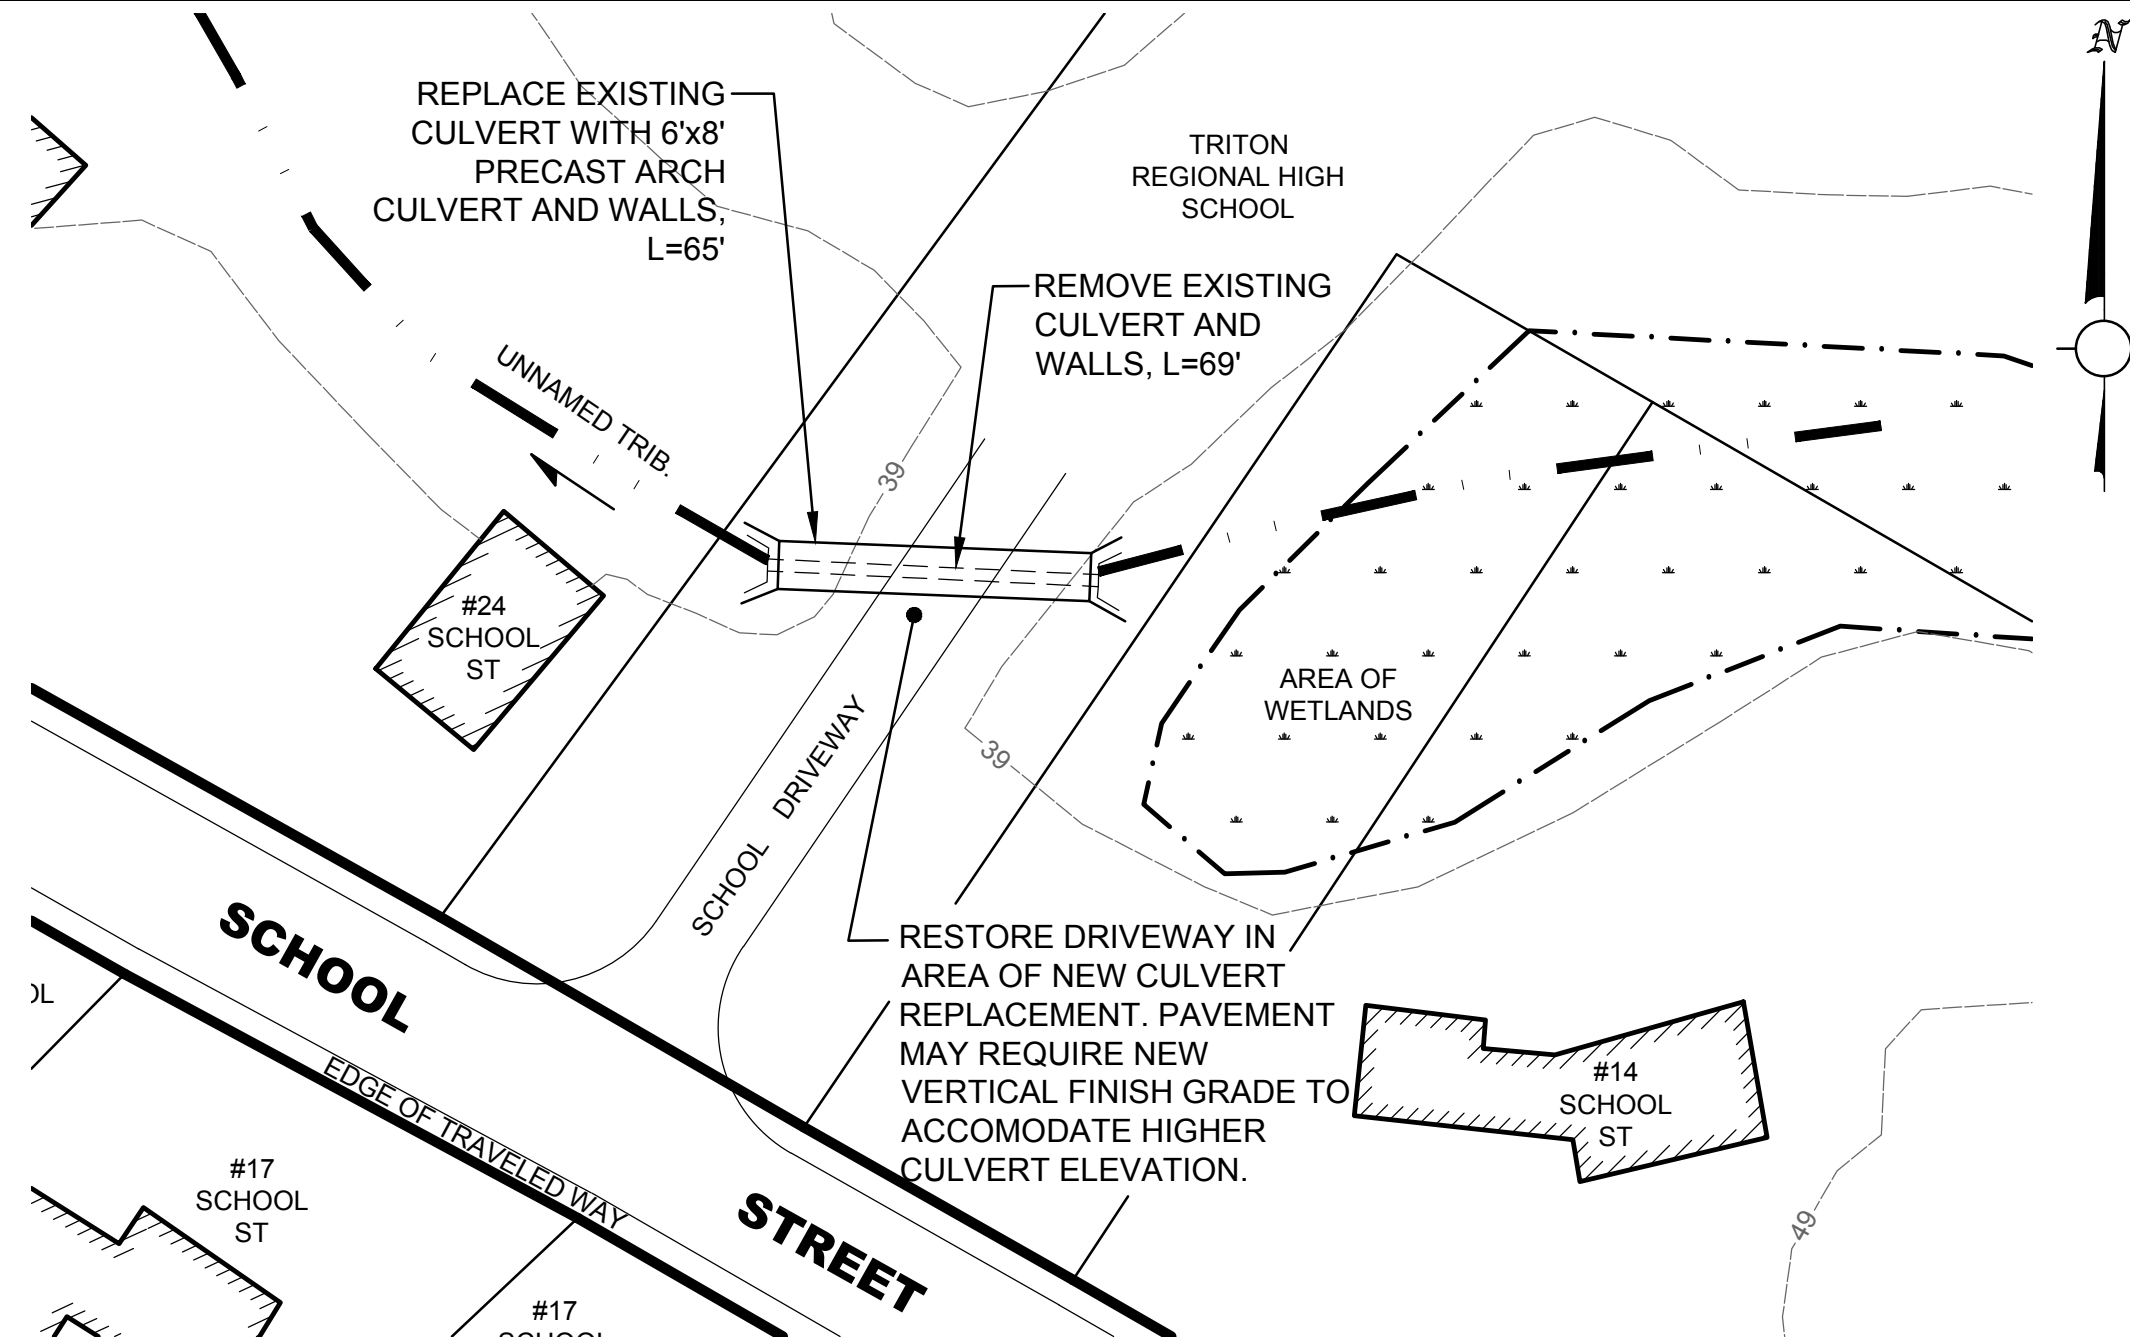 N
REPLACE EXISTING
CULVERT WITH 6'x8'
PRECAST ARCH
CULVERT AND WALLS,
L=65'
TRITON
REGIONAL HIGH
SCHOOL
REMOVE EXISTING
CULVERT AND
WALLS, L=69'
UNNAMED TRIB.
39
#24
SCHOOL
ST
AREA OF
WETLANDS
39
SCHOOL DRIVEWAY
SCHOOL STREET
RESTORE DRIVEWAY IN
AREA OF NEW CULVERT
REPLACEMENT. PAVEMENT
MAY REQUIRE NEW
VERTICAL FINISH GRADE TO
ACCOMODATE HIGHER
CULVERT ELEVATION.
OL
EDGE OF TRAVELED WAY
#14
SCHOOL
ST
#17
SCHOOL
ST
49
#17
SCHOOL